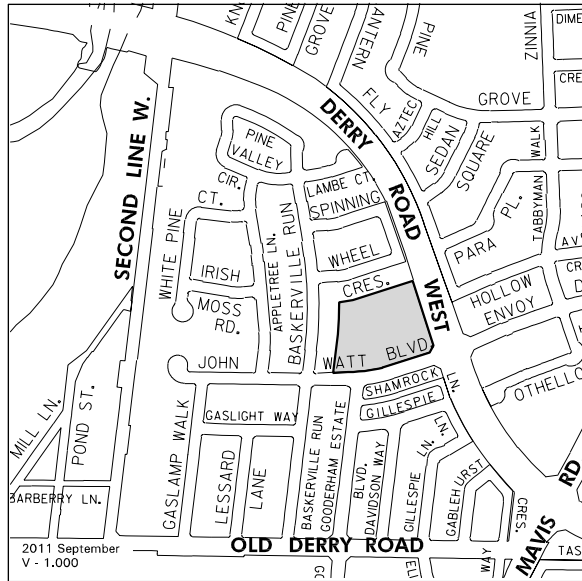 PINE
GROVE
LANTERN
FLY
PINE
ZINNIA
DIME
CRES
GROVE
AZTEC
HILL
SEDAN
SQUARE
WALK
TABBYMAN
PARA PL.
HOLLOW
ENVOY
OTHELLO
DERRY ROAD WEST
SECOND LINE W.
PINE
VALLEY
CIR.
CT.
WHITE PINE
LAMBE CT.
SPINNING
WHEEL
CRES.
IRISH
MOSS
RD.
APPLETREE LN.
BASKERVILLE RUN
JOHN WATT BLVD.
SHAMROCK LN.
GILLESPIE LN.
GASLIGHT WAY
GASLAMP WALK
LESSARD
LANE
BASKERVILLE RUN
GOODERHAM ESTATE
BLVD.
DAVIDSON WAY
GILLESPIE LN.
GABLEHURST
CRES.
WAY
MILL LN.
POND ST.
BARBERRY LN.
OLD DERRY ROAD
MAVIS RD
TAS
2011 September
V - 1.000